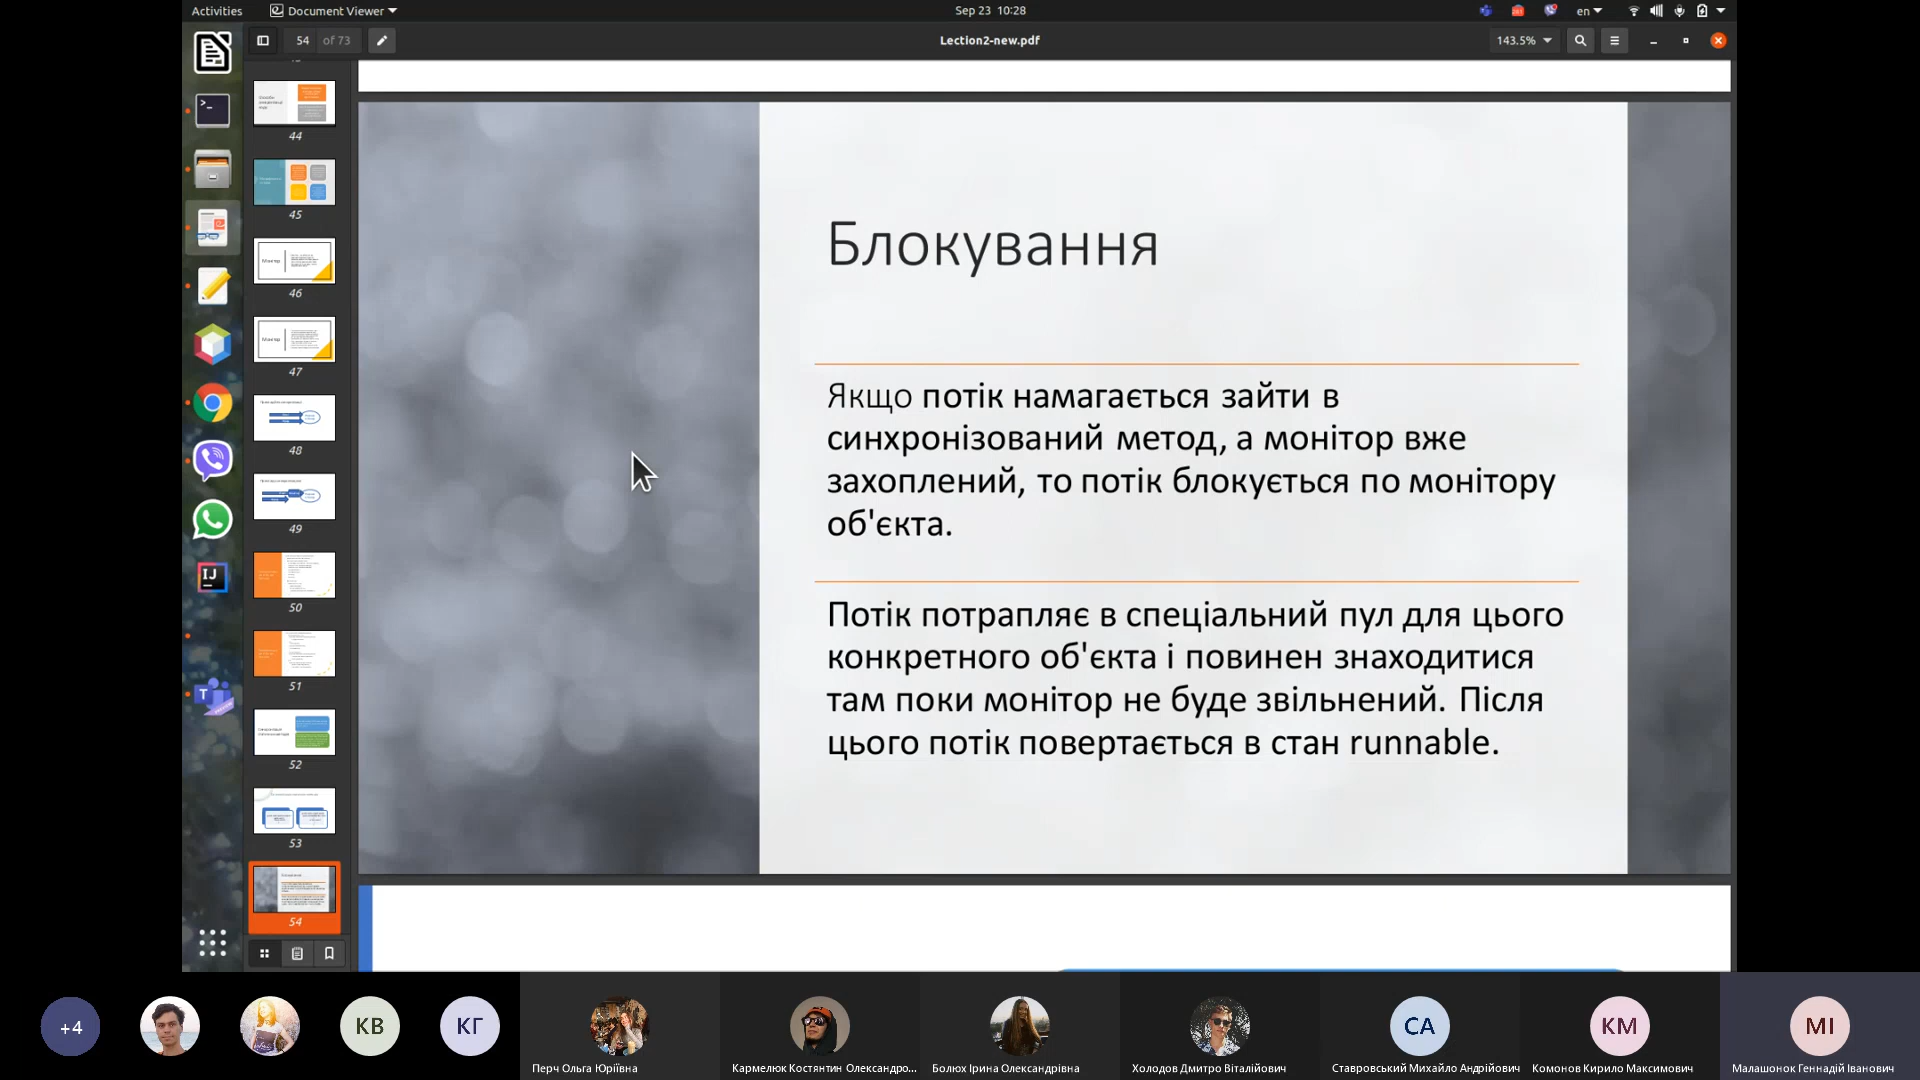 Activities
Document Viewer
Sep 23 10:28
en
54 of 73
Lection2-new.pdf
143.5%
44
45
46
47
48
49
50
51
52
53
54
Блокування
Якщо потік намагається зайти в
синхронізований метод, а монітор вже
захоплений, то потік блокується по монітору
об'єкта.
Потік потрапляє в спеціальний пул для цього
конкретного об'єкта і повинен знаходитися
там поки монітор не буде звільнений. Після
цього потік повертається в стан runnable.
+4
КВ
КГ
СА
КМ
МІ
Перч Ольга Юріївна
Кармелюк Костянтин Олександро...
Болюх Ірина Олександрівна
Холодов Дмитро Віталійович
Ставровський Михайло Андрійович
Комонов Кирило Максимович
Малашонок Геннадій Іванович